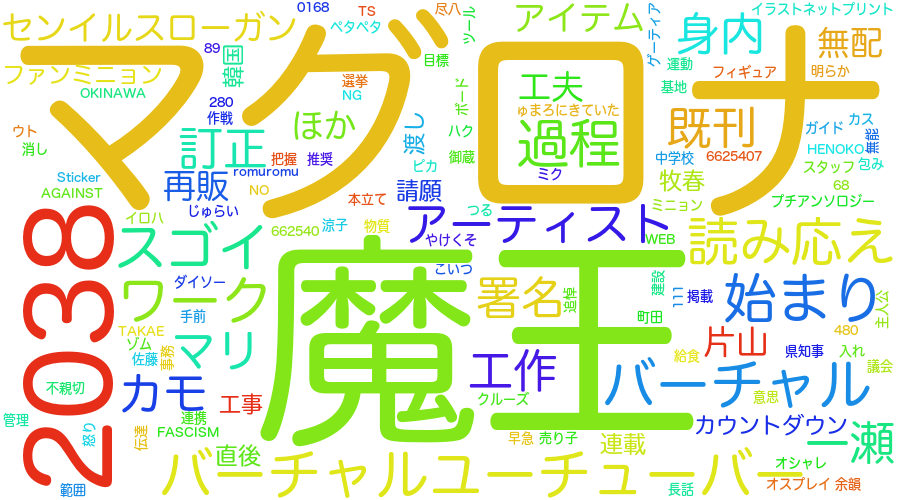 センイルスローガン
0168
TS
尽八
ペタペタ
ツール
アイテム
ゲーティア
イラストネットプリント
身内
無配
ファンミニョン
89
韓国
目標
運動
OKINAWA
選挙
NG
基地
フィギュア
明らか
マグロナ
280
作戦
ボード
工夫
ゅまろにきていた
既刊
ガイド
カス
ほか
渡し
過程
ウト
消し
訂正
把握
推奨
ハク
御蔵
ピカ
中学校
6625407
HENOKO
無能
スタッフ
包み
Sticker
AGAINST
再販
romuromu
NO
請願
ミク
牧春
68
本立て
ミニョン
プチアンソロジー
2038
イロハ
じゅらい
662540
涼子
物質
アーティスト
つる
やけくそ
WEB
スゴイ
読み応え
ダイソー
こいつ
ワーク
手前
魔王
署名
追悼
建設
111
掲載
始まり
TAKAE
ゾム
佐藤
事務
マリ
町田
片山
480
主人公
不親切
カモ
工作
給食
県知事
入れ
議会
クルーズ
バーチャル
意思
管理
怒り
伝達
連携
FASCISM
工事
直後
早急
売り子
連載
カウントダウン
一瀬
バーチャルユーチューバー
オシャレ
範囲
長話
オスプレイ
余韻